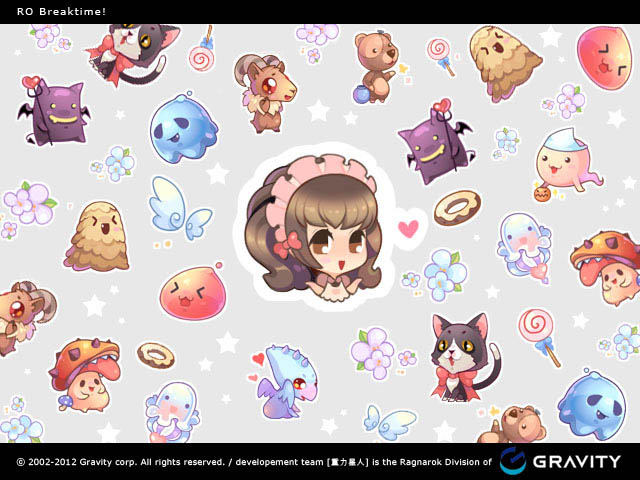 RO Breaktime!
© 2002-2012 Gravity corp. All rights reserved. / developement team [重力星人] is the Ragnarok Division of GRAVITY